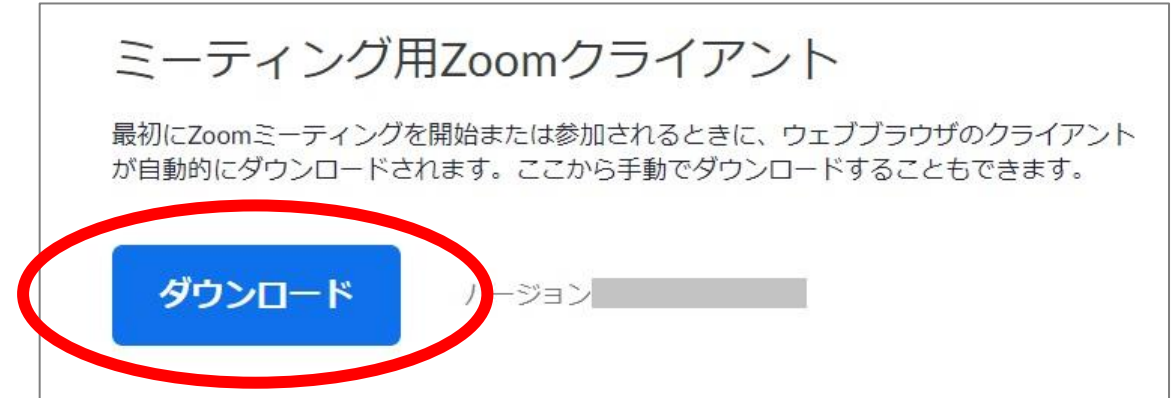 ミーティング用Zoomクライアント
最初にZoomミーティングを開始または参加されるときに、ウェブブラウザのクライアント
が自動的にダウンロードされます。ここから手動でダウンロードすることもできます。
ダウンロード
バージョン